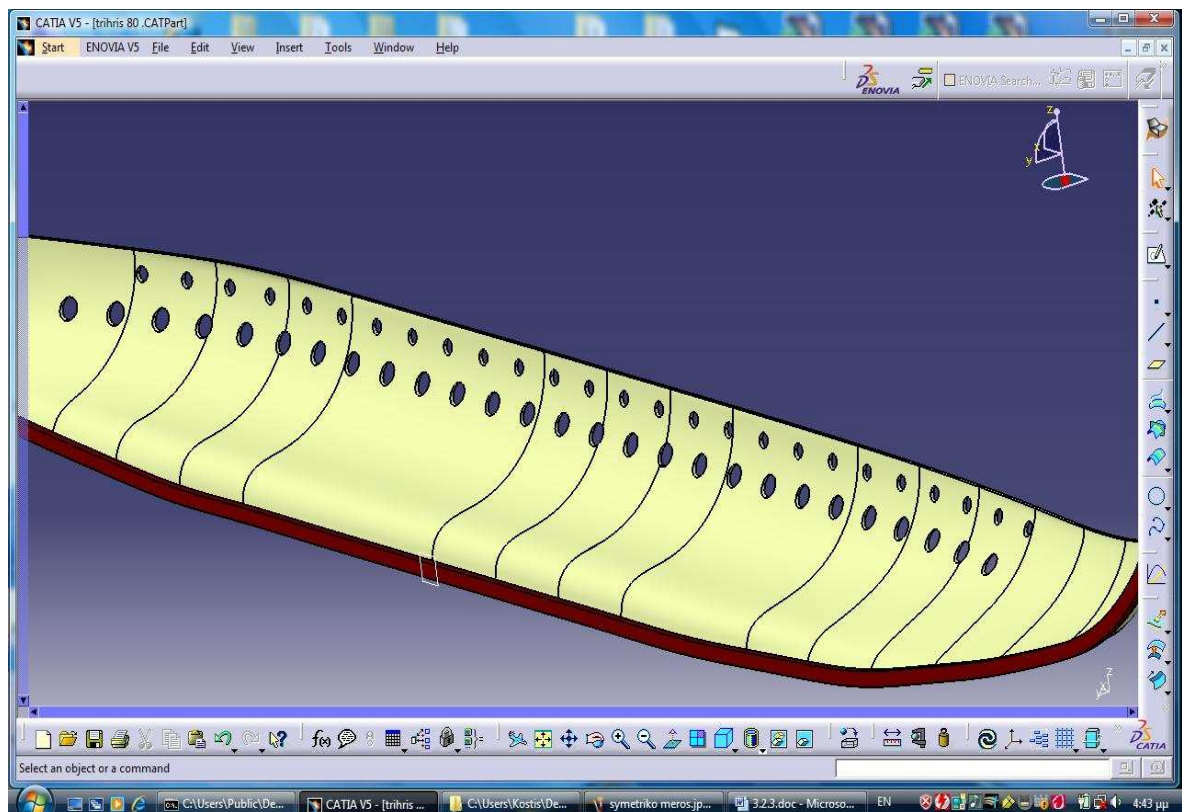 CATIA V5 - [trihris 80 .CATPart]
Start ENOVIA V5 File Edit View Insert Tools Window Help
DS ENOVIA ENOVIA Search...
z
x
y
z
x
f(x)
DS CATIA
Select an object or a command
C:\Users\Public\De... CATIA V5 - [trihris ... C:\Users\Kostis\De... symetriko meros.jp... 3.2.3.doc - Microso... EN 4:43 μμ